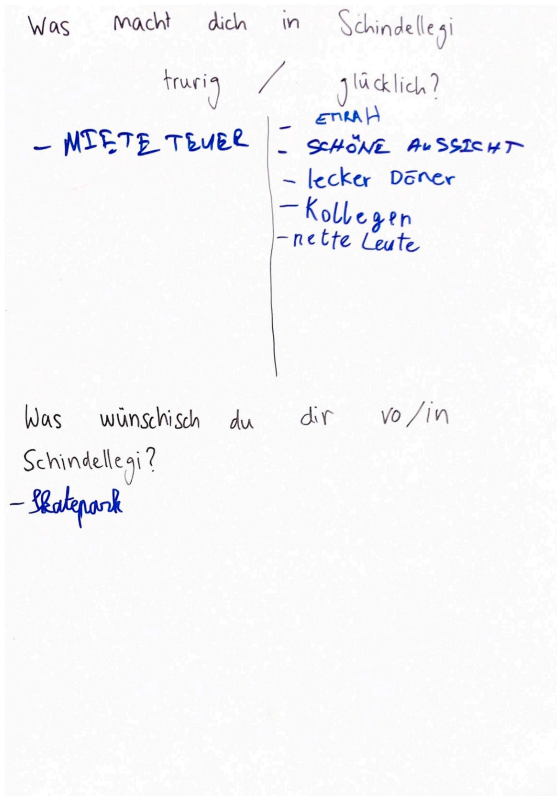 Was macht dich in Schindellegi
trurig / glücklich?
- MIETE TEUER
- EMRAH
- SCHÖNE AUSSICHT
- lecker Döner
- Kollegen
- nette Leute
Was wünschisch du dir vo/in
Schindellegi?
- Skatepark